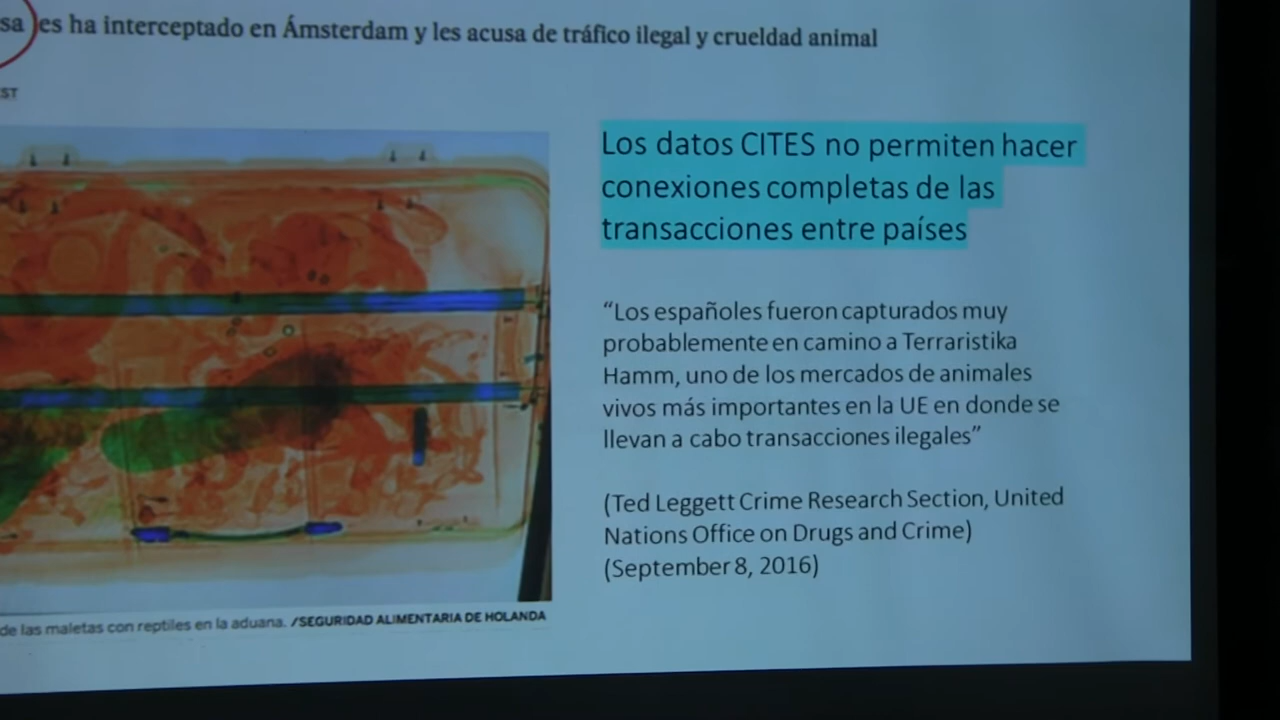 sa es ha interceptado en Ámsterdam y les acusa de tráfico ilegal y crueldad animal
EST
Los datos CITES no permiten hacer
conexiones completas de las
transacciones entre países
“Los españoles fueron capturados muy
probablemente en camino a Terraristika
Hamm, uno de los mercados de animales
vivos más importantes en la UE en donde se
llevan a cabo transacciones ilegales”
(Ted Leggett Crime Research Section, United
Nations Office on Drugs and Crime)
(September 8, 2016)
de las maletas con reptiles en la aduana. /SEGURIDAD ALIMENTARIA DE HOLANDA